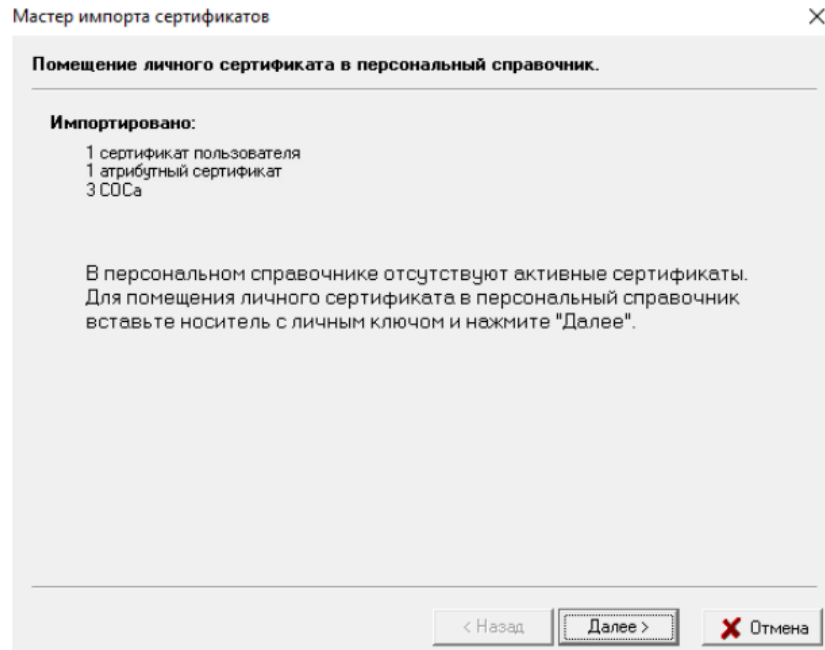 Мастер импорта сертификатов
Помещение личного сертификата в персональный справочник.
Импортировано:
1 сертификат пользователя
1 атрибутный сертификат
3 СОСа
В персональном справочнике отсутствуют активные сертификаты.
Для помещения личного сертификата в персональный справочник
вставьте носитель с личным ключом и нажмите "Далее".
< Назад
Далее >
Отмена